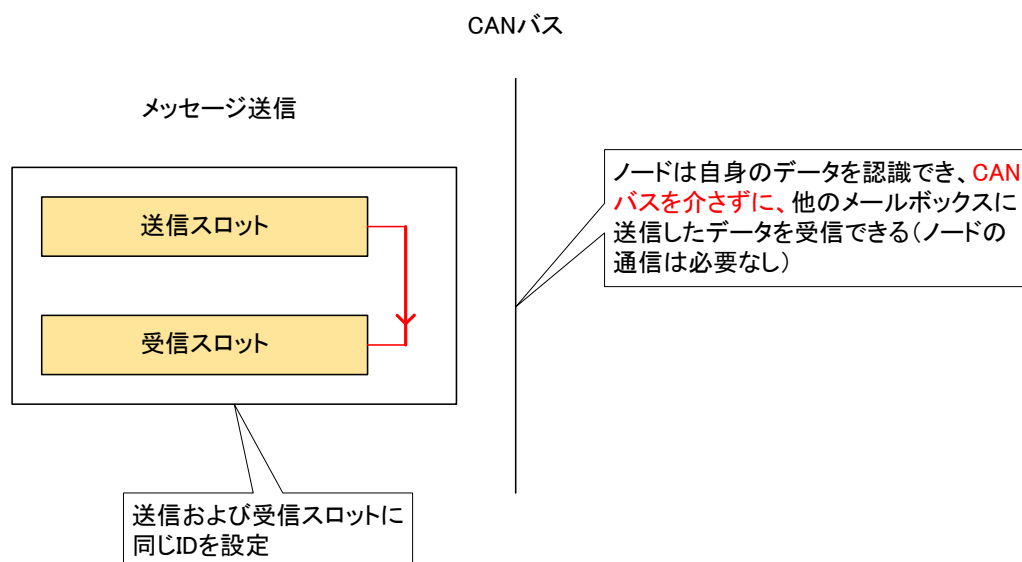 CANバス
メッセージ送信
送信スロット
受信スロット
ノードは自身のデータを認識でき、CAN
バスを介さずに、他のメールボックスに
送信したデータを受信できる(ノードの
通信は必要なし)
送信および受信スロットに
同じIDを設定